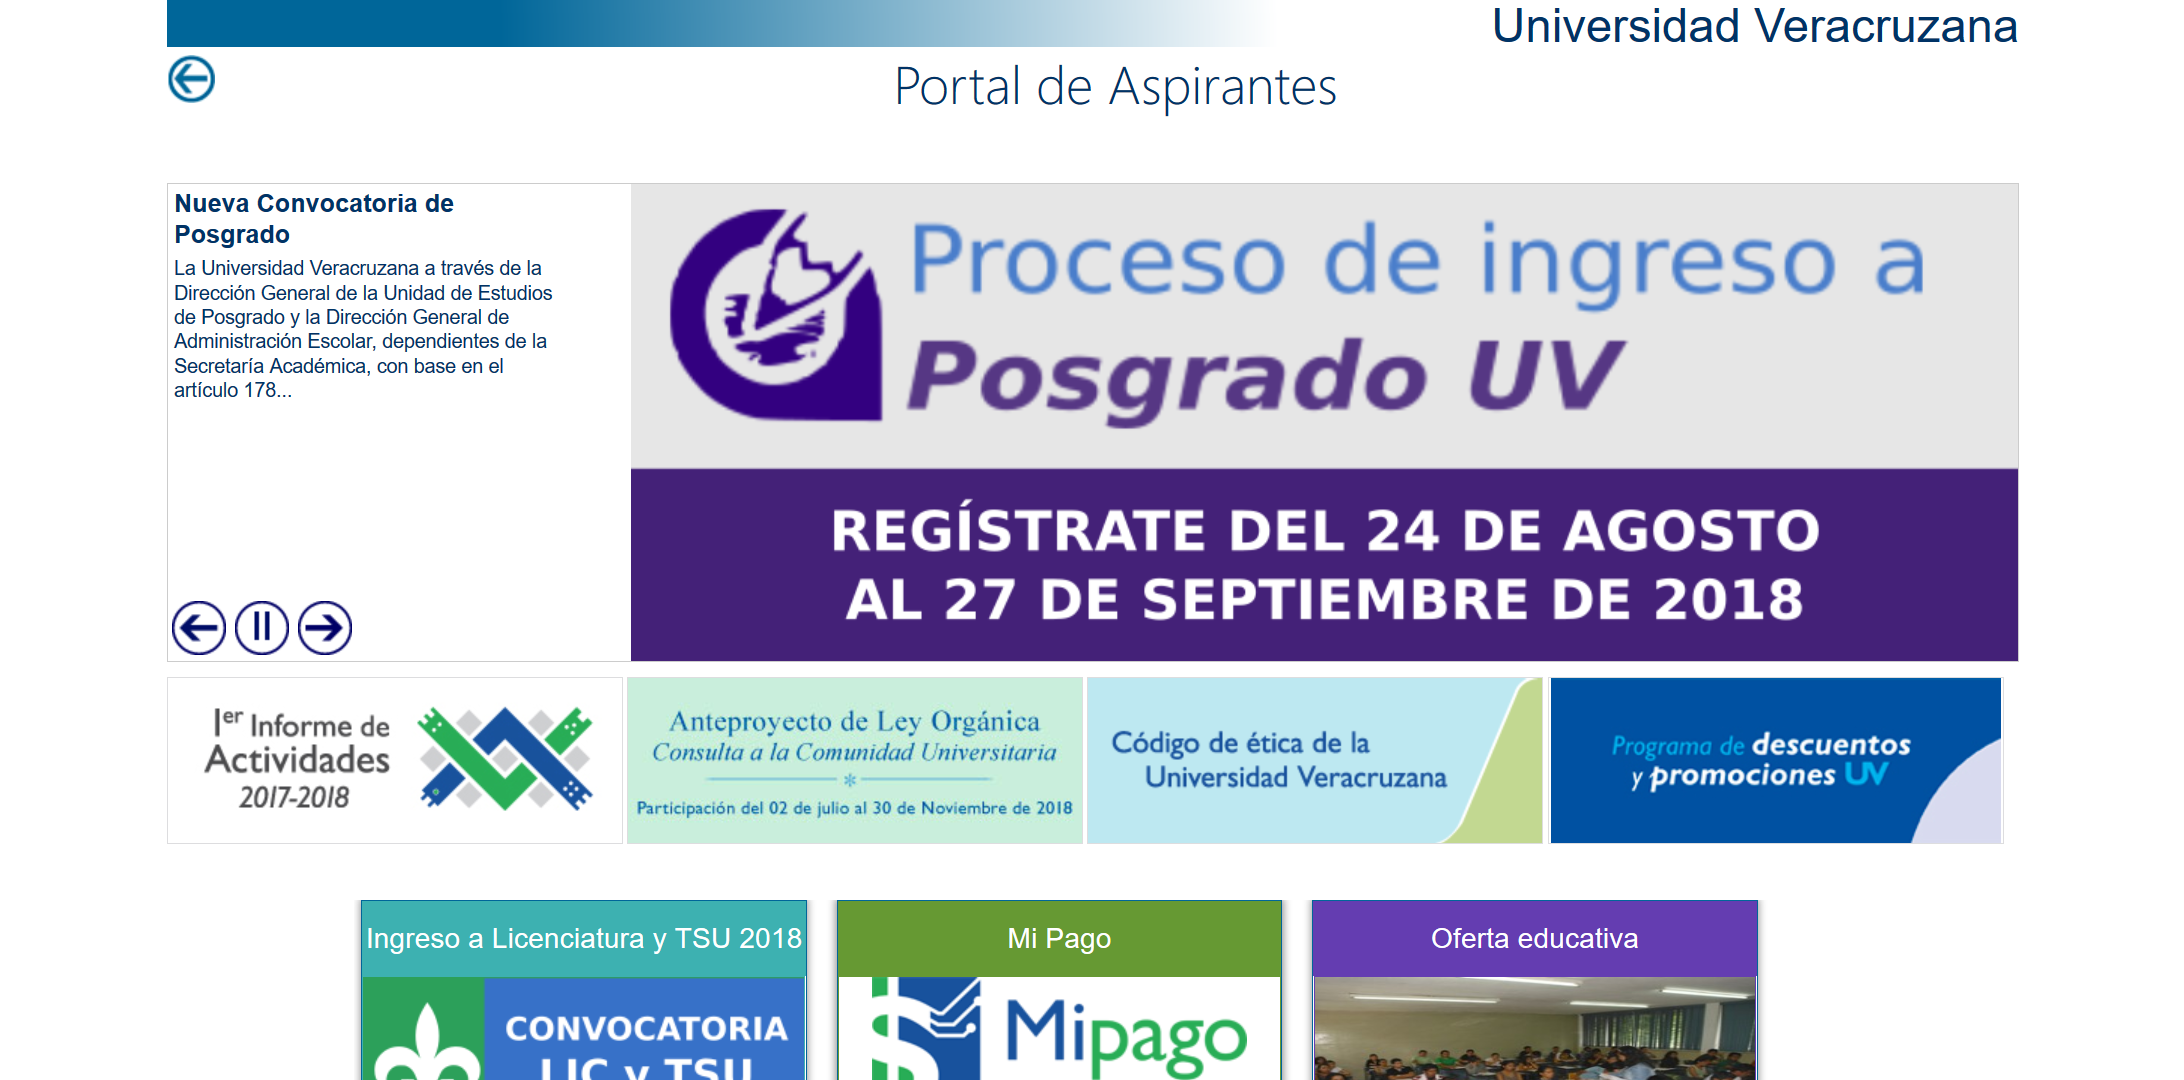 Universidad Veracruzana
Portal de Aspirantes
Nueva Convocatoria de
Posgrado
La Universidad Veracruzana a través de la
Dirección General de la Unidad de Estudios
de Posgrado y la Dirección General de
Administración Escolar, dependientes de la
Secretaría Académica, con base en el
artículo 178...
Proceso de ingreso a
Posgrado UV
REGÍSTRATE DEL 24 DE AGOSTO
AL 27 DE SEPTIEMBRE DE 2018
1er Informe de
Actividades
2017-2018
Anteproyecto de Ley Orgánica
Consulta a la Comunidad Universitaria
Participación del 02 de julio al 30 de Noviembre de 2018
Código de ética de la
Universidad Veracruzana
Programa de descuentos
y promociones UV
Ingreso a Licenciatura y TSU 2018
CONVOCATORIA
LIC y TSU
Mi Pago
Mipago
Oferta educativa